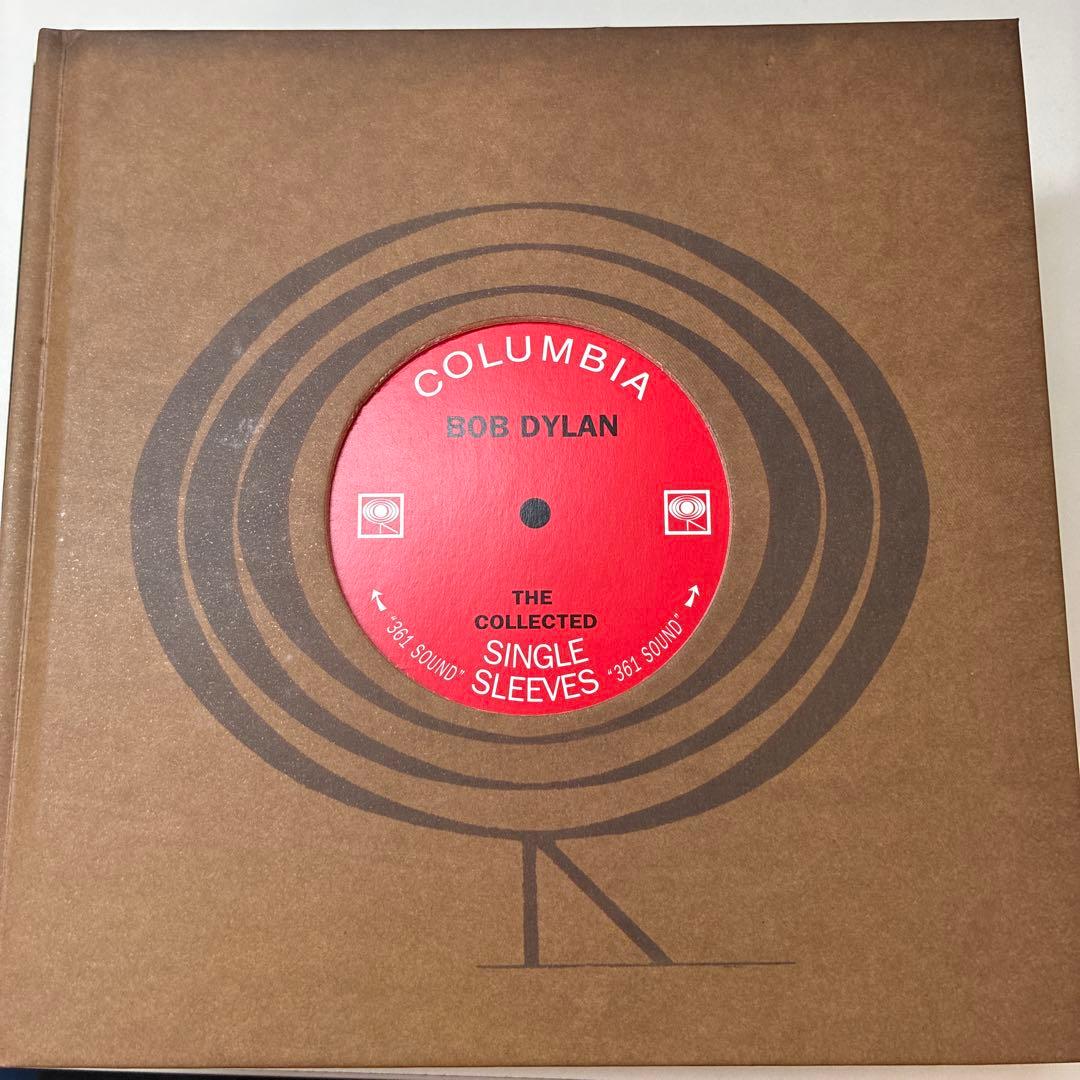 COLUMBIA
BOB DYLAN
THE
COLLECTED
SINGLE
SLEEVES
"361 SOUND"
"361 SOUND"